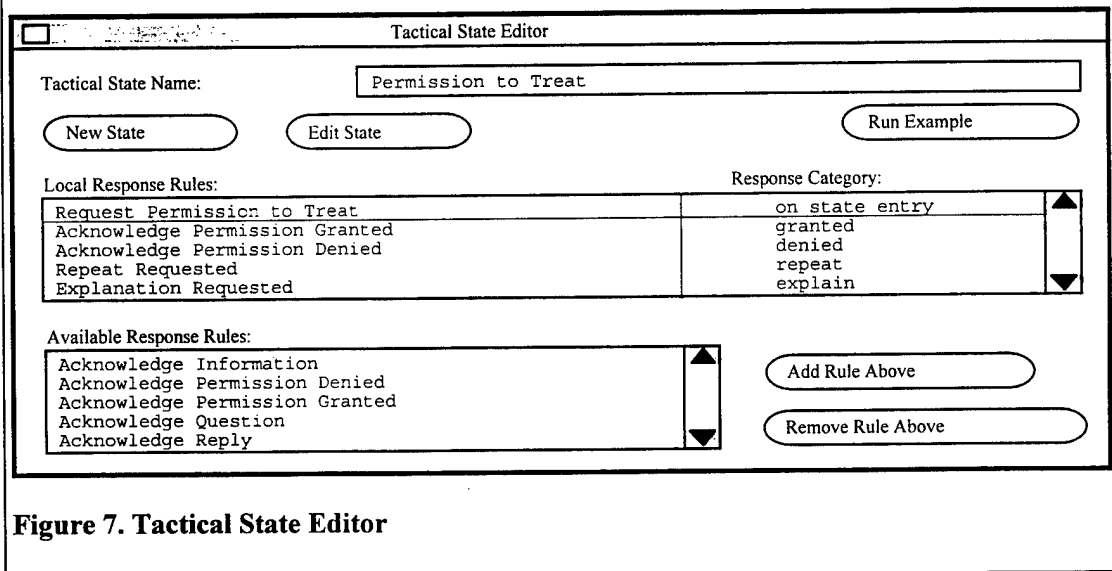 Tactical State Editor
Tactical State Name: Permission to Treat
New State Edit State Run Example
Local Response Rules: Response Category:
Request Permission to Treat on state entry
Acknowledge Permission Granted granted
Acknowledge Permission Denied denied
Repeat Requested repeat
Explanation Requested explain
Available Response Rules:
Acknowledge Information
Acknowledge Permission Denied
Acknowledge Permission Granted
Acknowledge Question
Acknowledge Reply
Add Rule Above
Remove Rule Above
Figure 7. Tactical State Editor